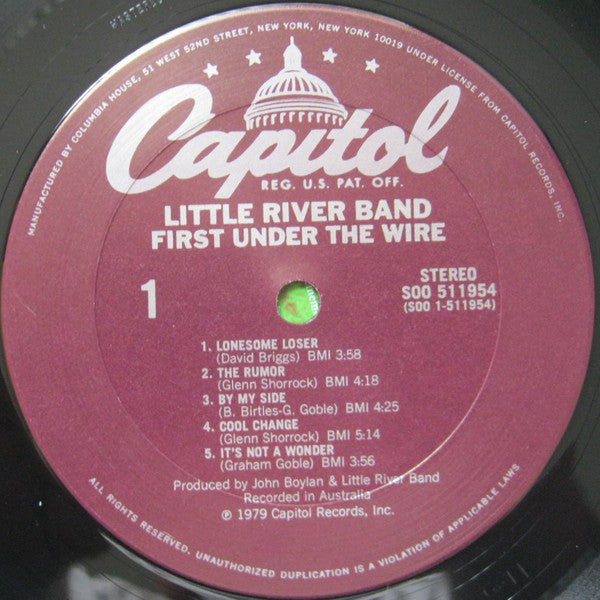 MANUFACTURED BY COLUMBIA HOUSE, 51 WEST 52ND STREET, NEW YORK, NEW YORK 10019 UNDER LICENSE FROM CAPITOL RECORDS, INC.
Capitol
REG. U.S. PAT. OFF.
LITTLE RIVER BAND
FIRST UNDER THE WIRE
1
STEREO
SOO 511954
(SOO 1-511954)
1. LONESOME LOSER
(David Briggs) BMI 3:58
2. THE RUMOR
(Glenn Shorrock) BMI 4:18
3. BY MY SIDE
(B. Birtles-G. Goble) BMI 4:25
4. COOL CHANGE
(Glenn Shorrock) BMI 5:14
5. IT'S NOT A WONDER
(Graham Goble) BMI 3:56
Produced by John Boylan & Little River Band
Recorded in Australia
℗ 1979 Capitol Records, Inc.
ALL RIGHTS RESERVED. UNAUTHORIZED DUPLICATION IS A VIOLATION OF APPLICABLE LAWS